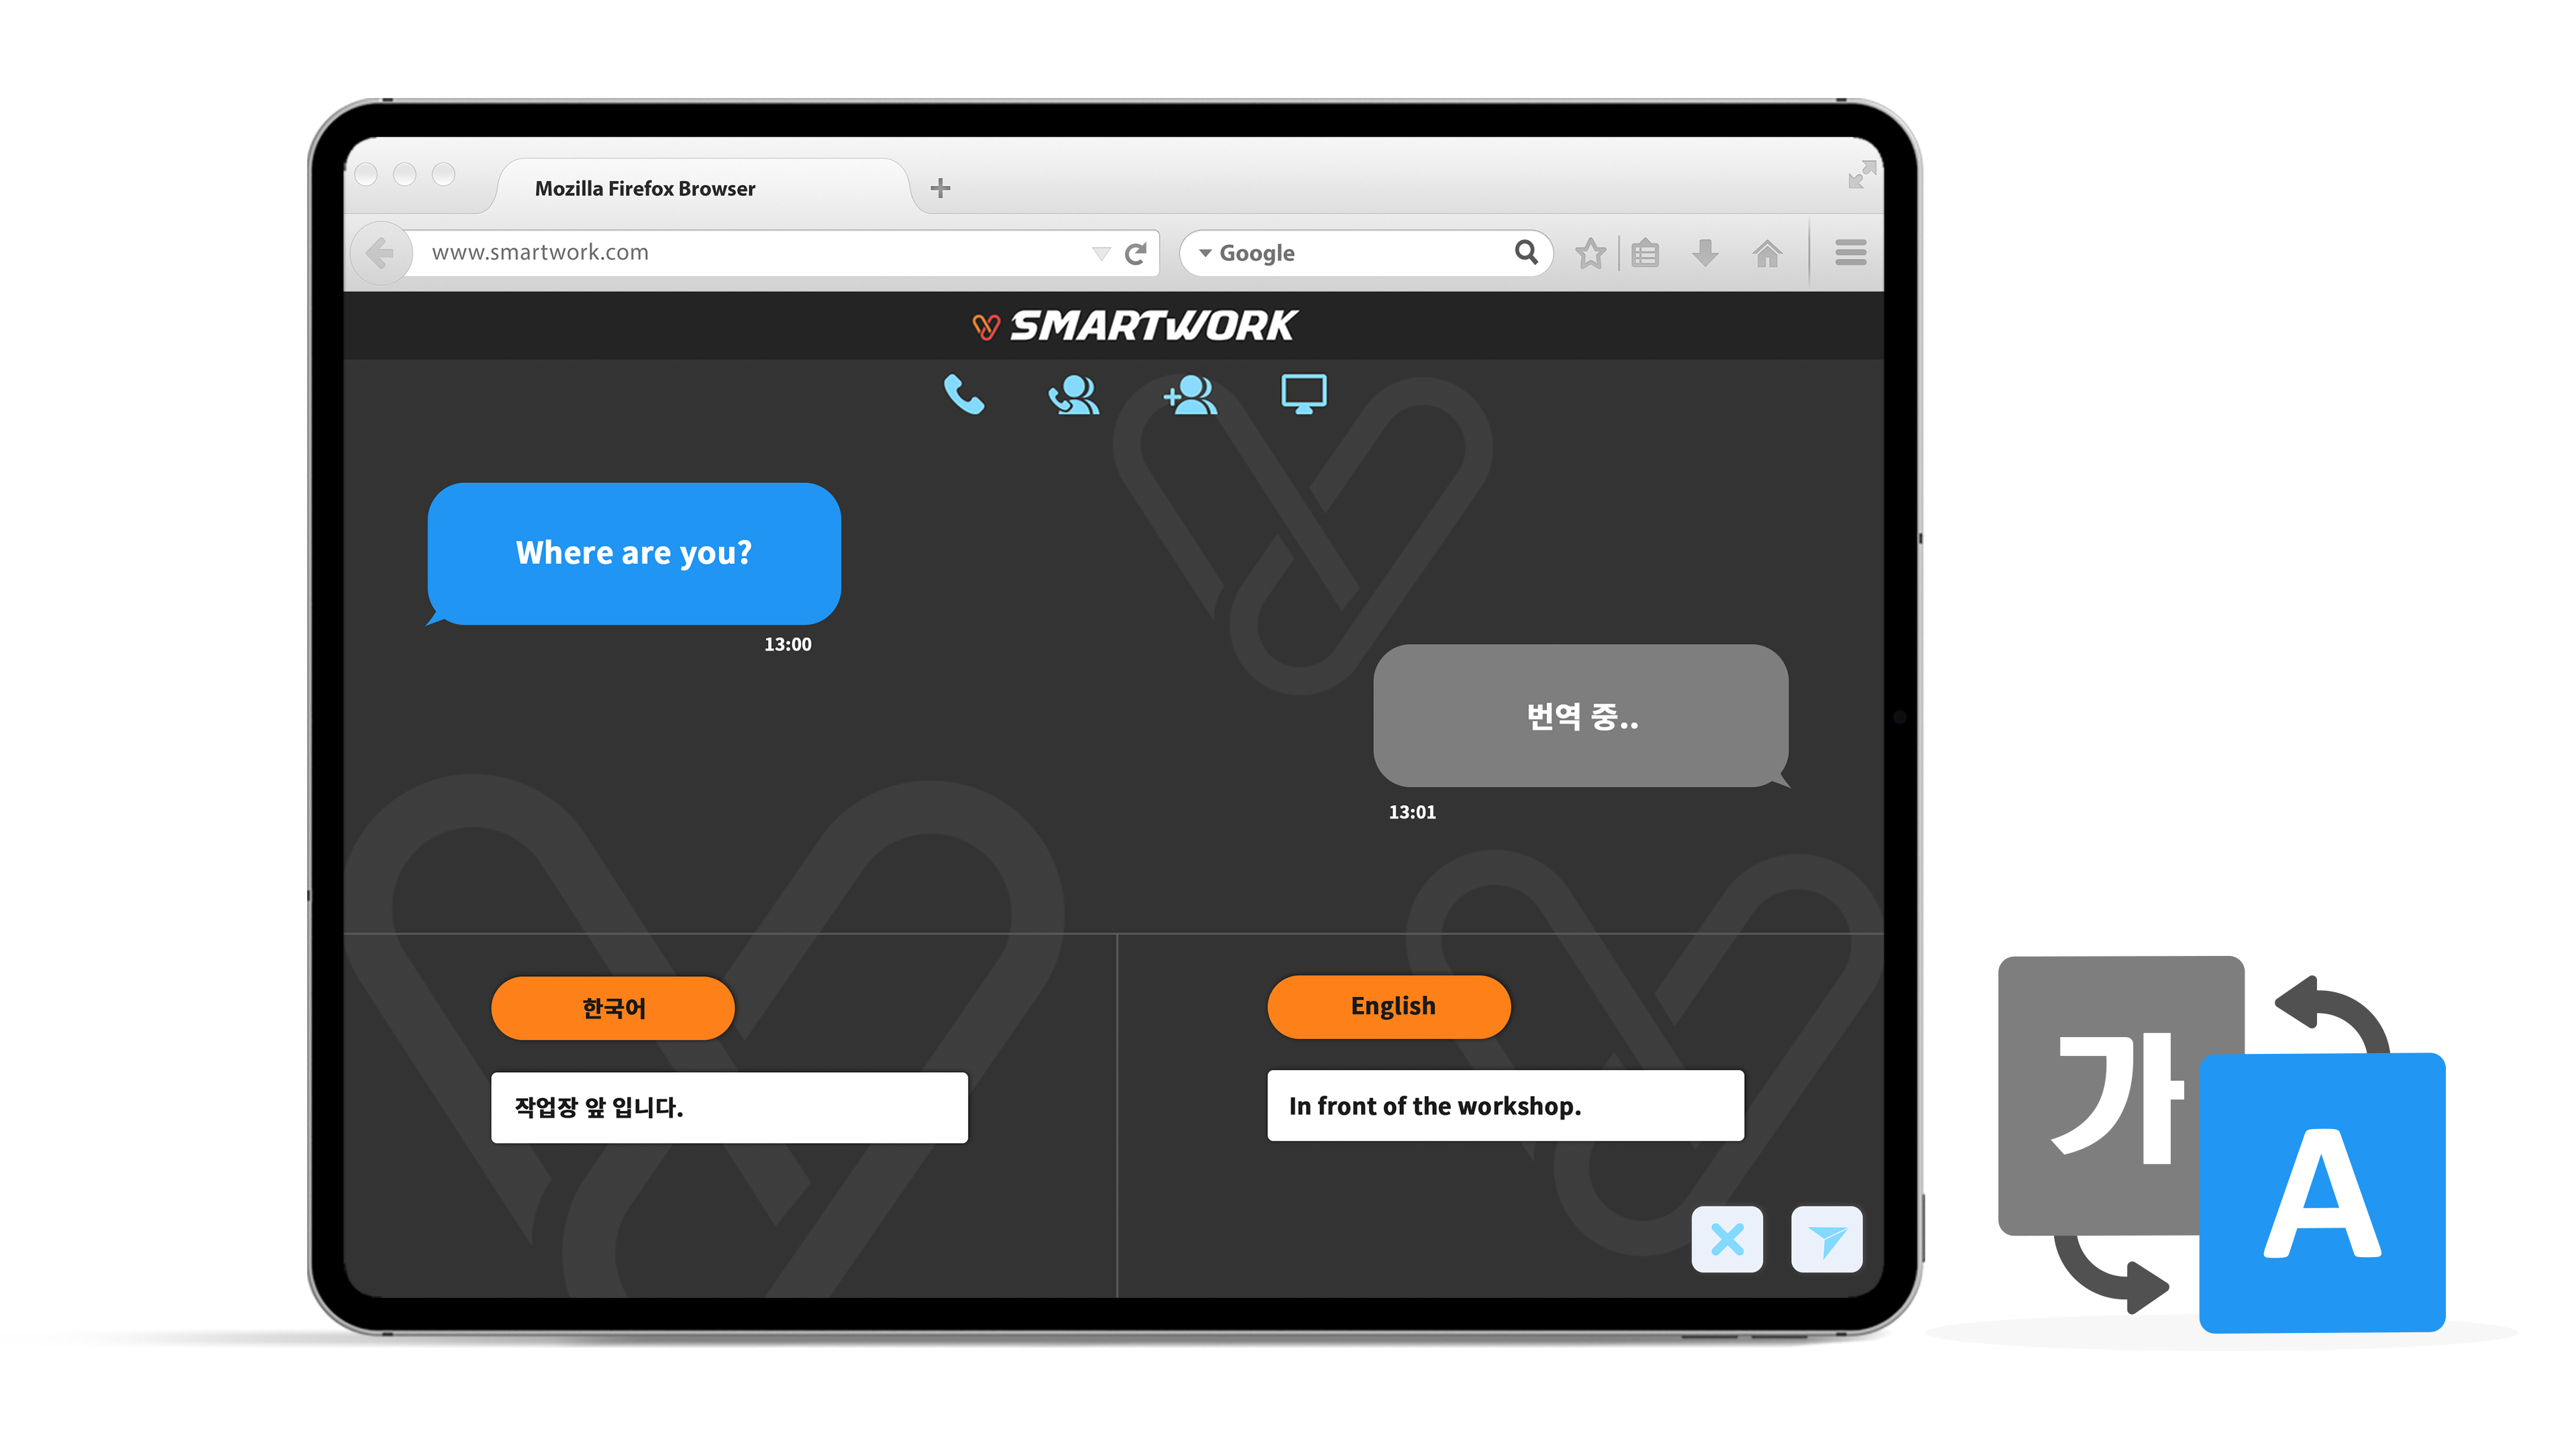 Mozilla Firefox Browser
www.smartwork.com
Google
SMARTWORK
Where are you?
13:00
번역 중..
13:01
한국어
English
작업장 앞 입니다.
In front of the workshop.
가
A